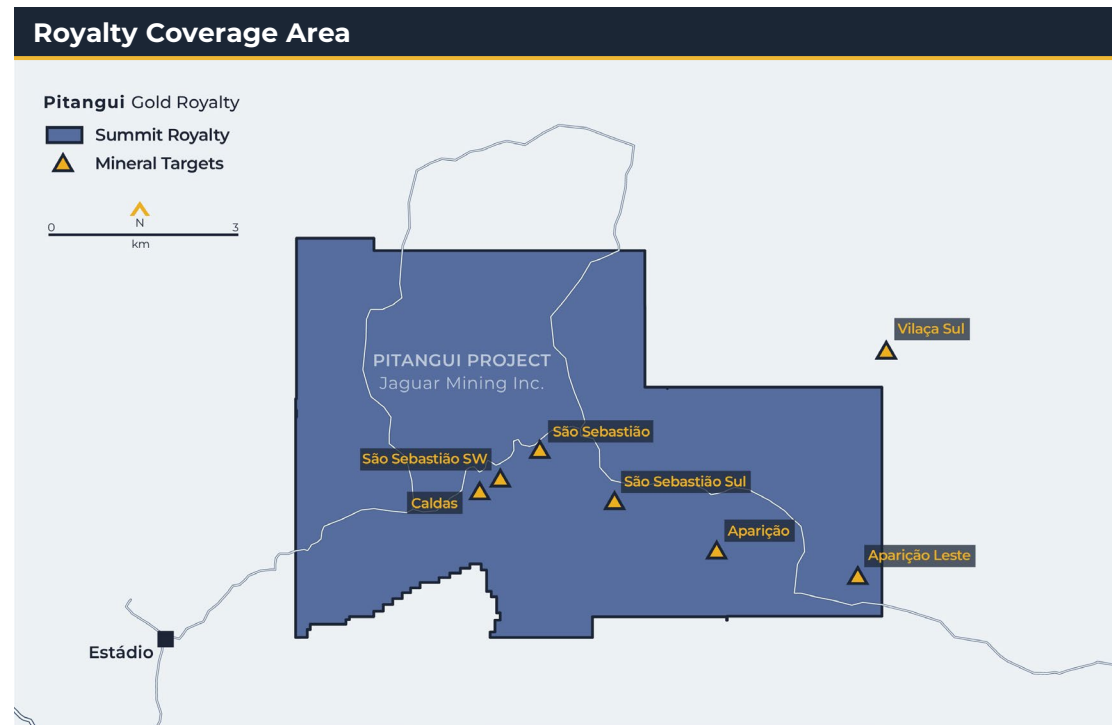 Royalty Coverage Area
Pitangui Gold Royalty
Summit Royalty
Mineral Targets
0 N 3
km
Vilaça Sul
PITANGUI PROJECT
Jaguar Mining Inc.
São Sebastião
São Sebastião SW
São Sebastião Sul
Caldas
Aparição
Aparição Leste
Estádio